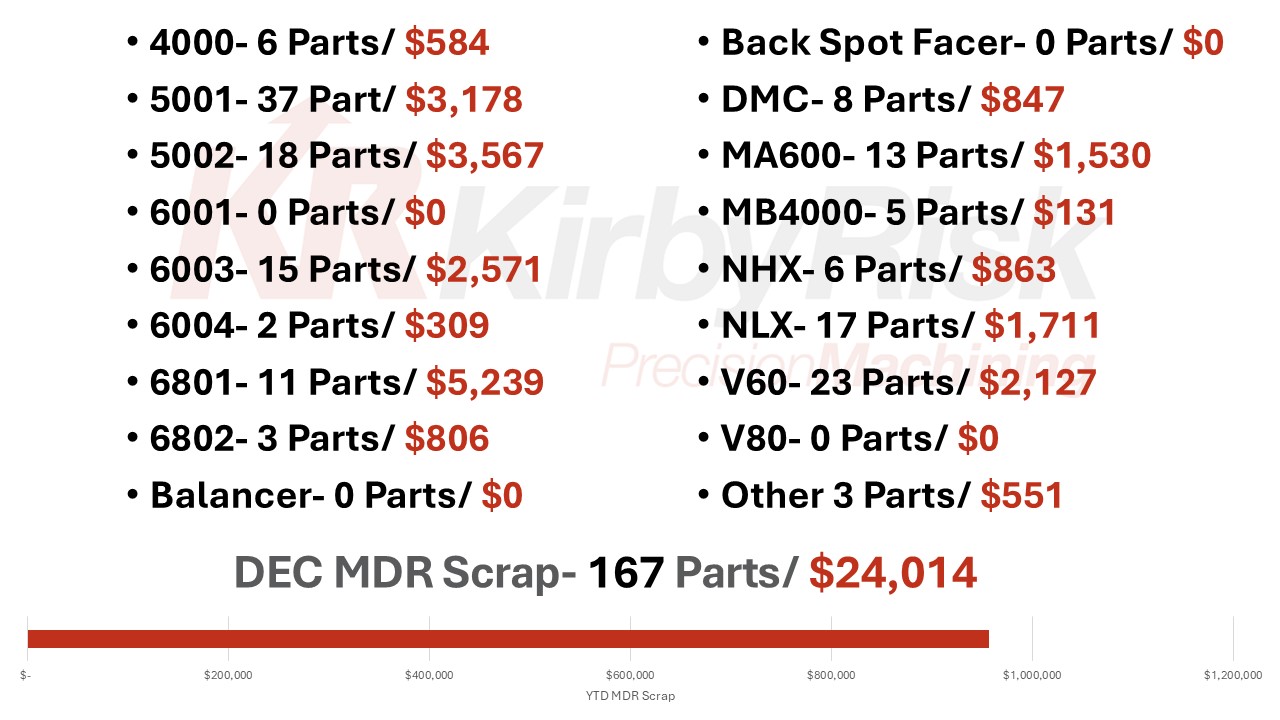 • 4000- 6 Parts/ $584
• 5001- 37 Part/ $3,178
• 5002- 18 Parts/ $3,567
• 6001- 0 Parts/ $0
• 6003- 15 Parts/ $2,571
• 6004- 2 Parts/ $309
• 6801- 11 Parts/ $5,239
• 6802- 3 Parts/ $806
• Balancer- 0 Parts/ $0
• Back Spot Facer- 0 Parts/ $0
• DMC- 8 Parts/ $847
• MA600- 13 Parts/ $1,530
• MB4000- 5 Parts/ $131
• NHX- 6 Parts/ $863
• NLX- 17 Parts/ $1,711
• V60- 23 Parts/ $2,127
• V80- 0 Parts/ $0
• Other 3 Parts/ $551
KR KirbyRisk
PrecisionMachining
DEC MDR Scrap- 167 Parts/ $24,014
$- $200,000 $400,000 $600,000 $800,000 $1,000,000 $1,200,000
YTD MDR Scrap